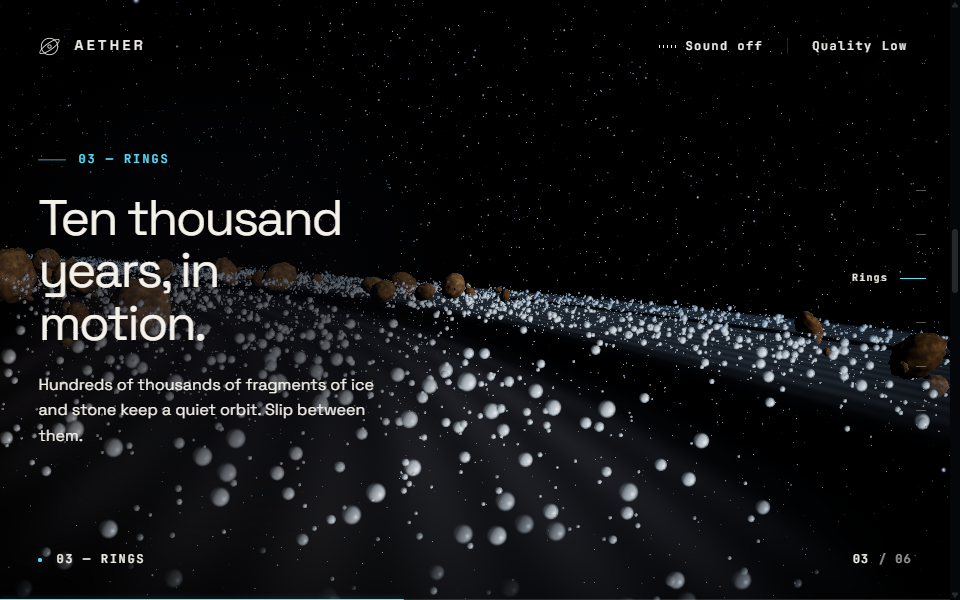 AETHER
Sound off
Quality Low
03 — RINGS
Ten thousand
years, in
motion.
Rings
Hundreds of thousands of fragments of ice
and stone keep a quiet orbit. Slip between
them.
03 — RINGS
03 / 06